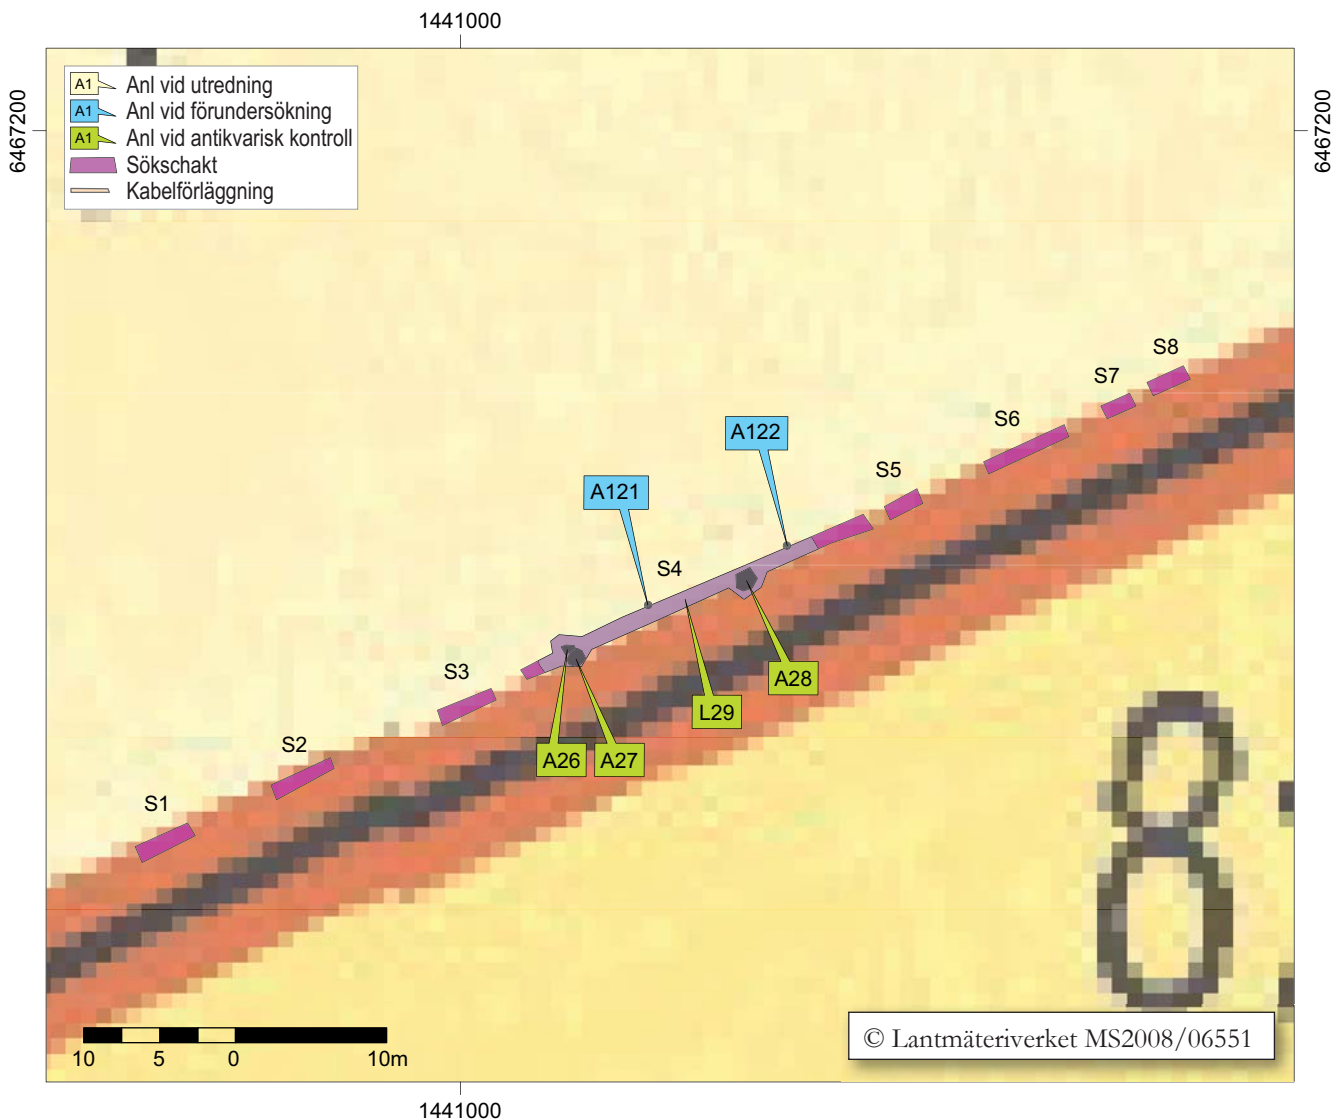 1441000
6467200
6467200
A1 Anl vid utredning
A1 Anl vid förundersökning
A1 Anl vid antikvarisk kontroll
Sökschakt
Kabelförläggning
S8
S7
S6
A122
S5
A121
S4
S3
A28
L29
S2
A26
A27
S1
8
10 5 0 10m
© Lantmäteriverket MS2008/06551
1441000